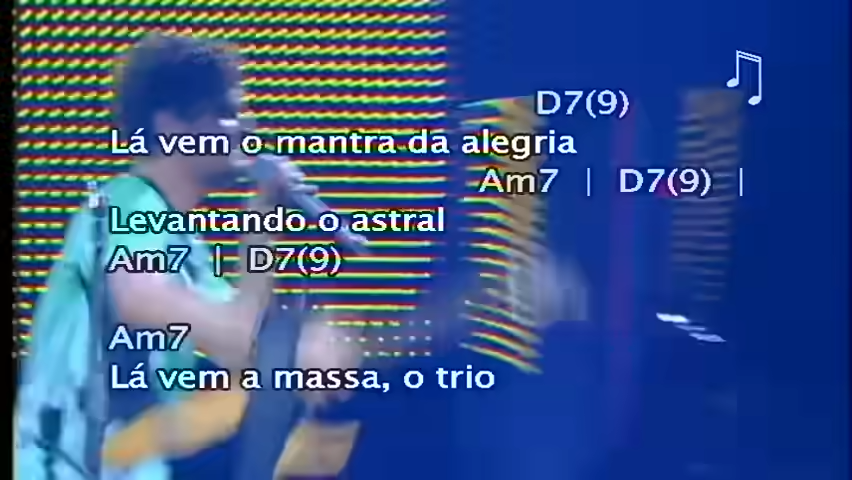 D7(9)
Lá vem o mantra da alegria
Am7 | D7(9) |
Levantando o astral
Am7 | D7(9)
Am7
Lá vem a massa, o trio